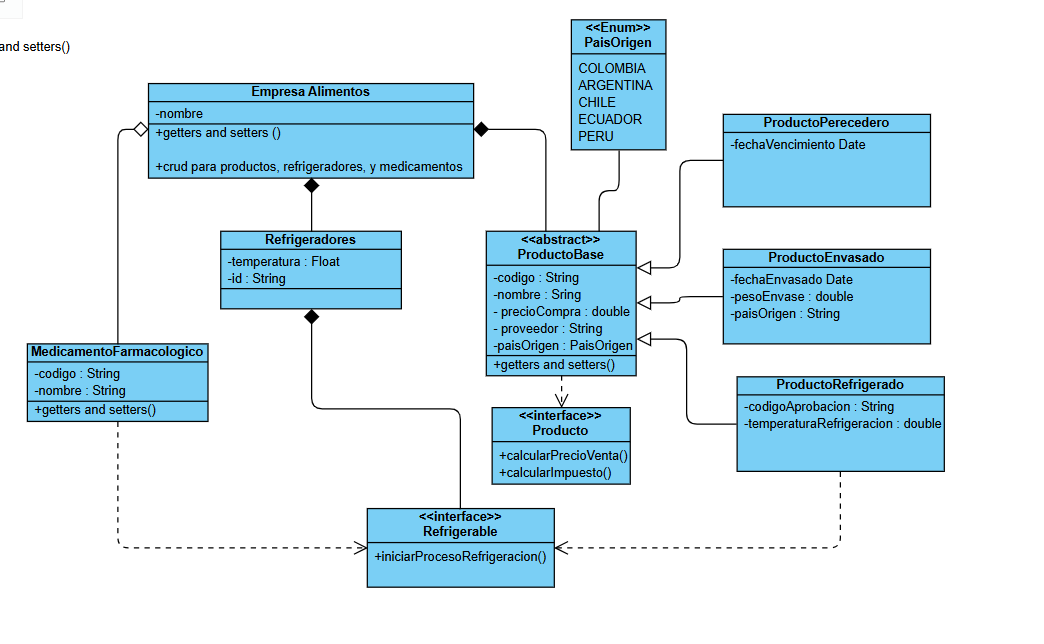 and setters()
<<Enum>>
PaisOrigen
COLOMBIA
ARGENTINA
CHILE
ECUADOR
PERU
Empresa Alimentos
-nombre
+getters and setters ()
+crud para productos, refrigeradores, y medicamentos
ProductoPerecedero
-fechaVencimiento Date
Refrigeradores
-temperatura : Float
-id : String
<<abstract>>
ProductoBase
-codigo : String
-nombre : Sring
- precioCompra : double
- proveedor : String
-paisOrigen : PaisOrigen
+getters and setters()
ProductoEnvasado
-fechaEnvasado Date
-pesoEnvase : double
-paisOrigen : String
MedicamentoFarmacologico
-codigo : String
-nombre : String
+getters and setters()
ProductoRefrigerado
-codigoAprobacion : String
-temperaturaRefrigeracion : double
<<interface>>
Producto
+calcularPrecioVenta()
+calcularImpuesto()
<<interface>>
Refrigerable
+iniciarProcesoRefrigeracion()